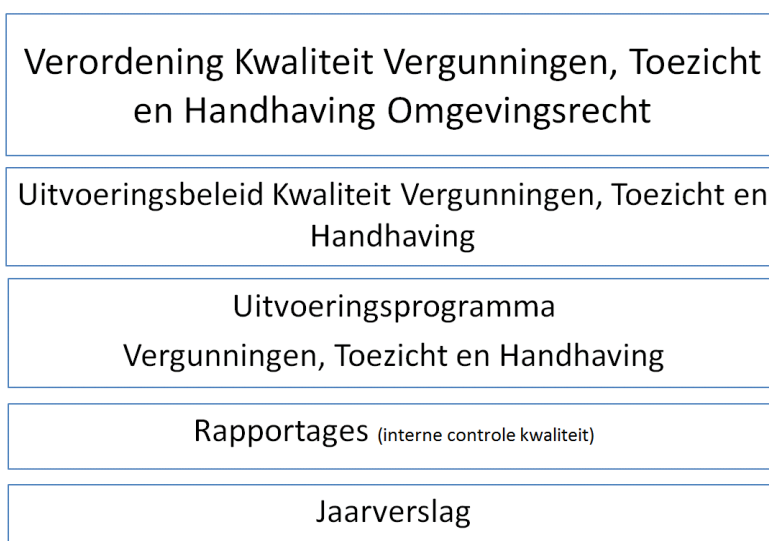 Verordening Kwaliteit Vergunningen, Toezicht
en Handhaving Omgevingsrecht
Uitvoeringsbeleid Kwaliteit Vergunningen, Toezicht en
Handhaving
Uitvoeringsprogramma
Vergunningen, Toezicht en Handhaving
Rapportages (interne controle kwaliteit)
Jaarverslag